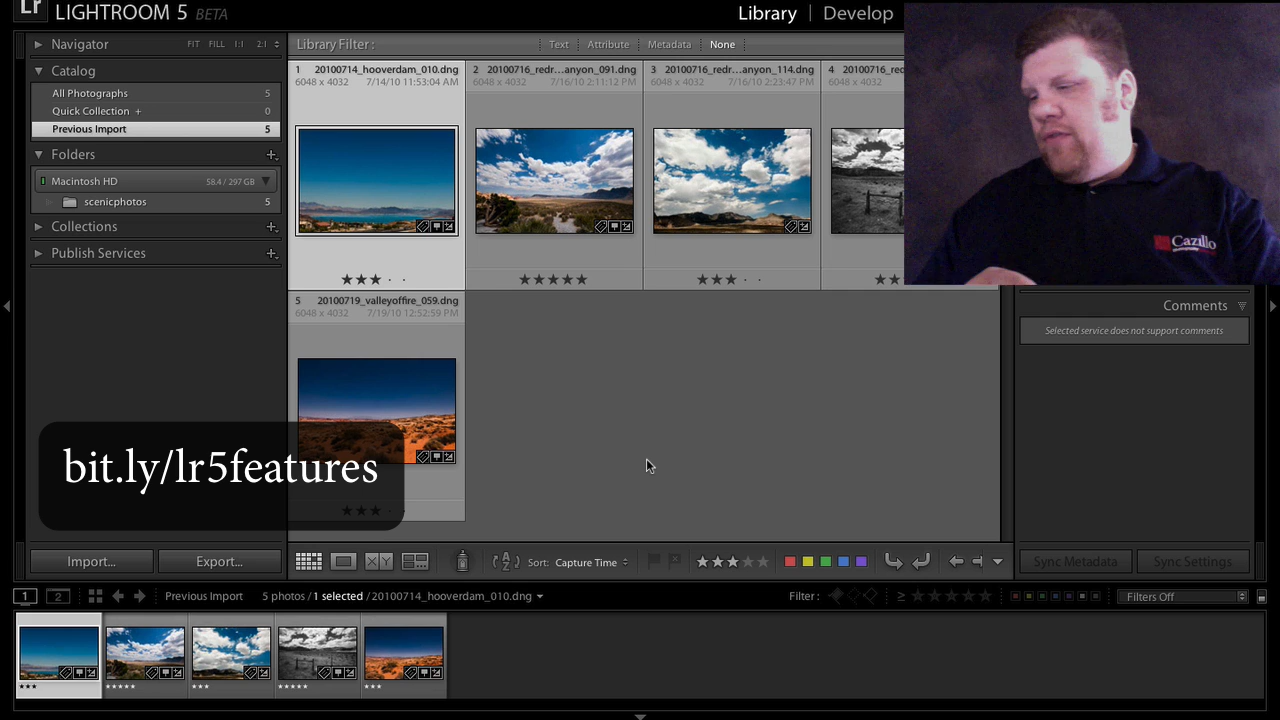 Lr LIGHTROOM 5 BETA
Library | Develop
Navigator FIT FILL 1:1 2:1
Catalog
All Photographs 5
Quick Collection + 0
Previous Import 5
Folders
Macintosh HD 58.4 / 297 GB
scenicphotos 5
Collections
Publish Services
Library Filter : Text Attribute Metadata None
1 20100714_hooverdam_010.dng
6048 x 4032 7/14/10 11:53:04 AM
2 20100716_redr...anyon_091.dng
6048 x 4032 7/16/10 2:11:12 PM
3 20100716_redr...anyon_114.dng
6048 x 4032 7/16/10 2:23:47 PM
4 20100716_red
6048 x 4032
Cazillo
5 20100719_valleyoffire_059.dng
6048 x 4032 7/19/10 12:52:59 PM
Comments
Selected service does not support comments
bit.ly/lr5features
Import... Export...
XY
Sort: Capture Time
Sync Metadata Sync Settings
1 2 Previous Import 5 photos / 1 selected / 20100714_hooverdam_010.dng
Filter : ≥ Filters Off